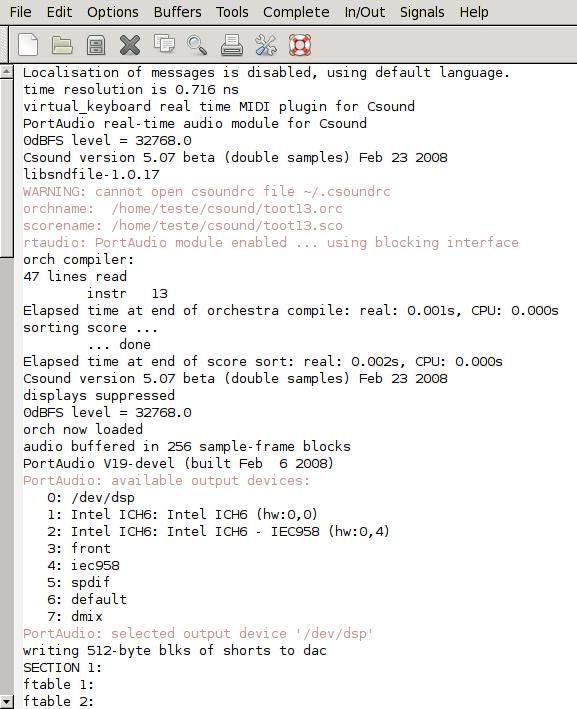 File Edit Options Buffers Tools Complete In/Out Signals Help
Localisation of messages is disabled, using default language.
time resolution is 0.716 ns
virtual_keyboard real time MIDI plugin for Csound
PortAudio real-time audio module for Csound
0dBFS level = 32768.0
Csound version 5.07 beta (double samples) Feb 23 2008
libsndfile-1.0.17
WARNING: cannot open csoundrc file ~/.csoundrc
orchname:  /home/teste/csound/toot13.orc
scorename: /home/teste/csound/toot13.sco
rtaudio: PortAudio module enabled ... using blocking interface
orch compiler:
47 lines read
        instr   13
Elapsed time at end of orchestra compile: real: 0.001s, CPU: 0.000s
sorting score ...
        ... done
Elapsed time at end of score sort: real: 0.002s, CPU: 0.000s
Csound version 5.07 beta (double samples) Feb 23 2008
displays suppressed
0dBFS level = 32768.0
orch now loaded
audio buffered in 256 sample-frame blocks
PortAudio V19-devel (built Feb  6 2008)
PortAudio: available output devices:
   0: /dev/dsp
   1: Intel ICH6: Intel ICH6 (hw:0,0)
   2: Intel ICH6: Intel ICH6 - IEC958 (hw:0,4)
   3: front
   4: iec958
   5: spdif
   6: default
   7: dmix
PortAudio: selected output device '/dev/dsp'
writing 512-byte blks of shorts to dac
SECTION 1:
ftable 1:
ftable 2: